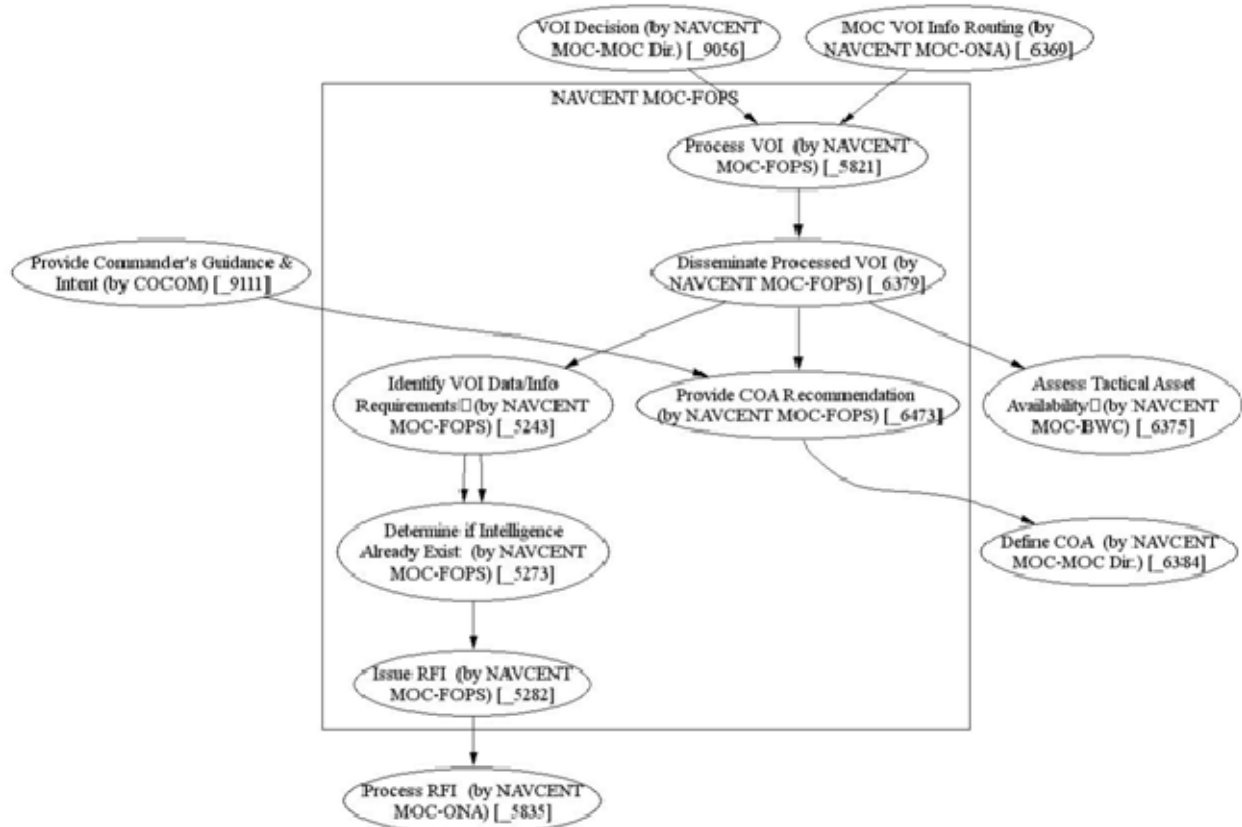 VOI Decision (by NAVCENT
MOC-MOC Dir.) [_9056]
MOC VOI Info Routing (by
NAVCENT MOC-ONA) [_6369]
NAVCENT MOC-FOPS
Process VOI (by NAVCENT
MOC-FOPS) [_5821]
Provide Commander's Guidance &
Intent (by COCOM) [_9111]
Disseminate Processed VOI (by
NAVCENT MOC-FOPS) [_6379]
Identify VOI Data/Info
Requirements□ (by NAVCENT
MOC-FOPS) [_5243]
Provide COA Recommendation
(by NAVCENT MOC-FOPS) [_6473]
Assess Tactical Asset
Availability□ (by NAVCENT
MOC-BWC) [_6375]
Determine if Intelligence
Already Exist (by NAVCENT
MOC-FOPS) [_5273]
Define COA (by NAVCENT
MOC-MOC Dir.) [_6384]
Issue RFI (by NAVCENT
MOC-FOPS) [_5282]
Process RFI (by NAVCENT
MOC-ONA) [_5835]